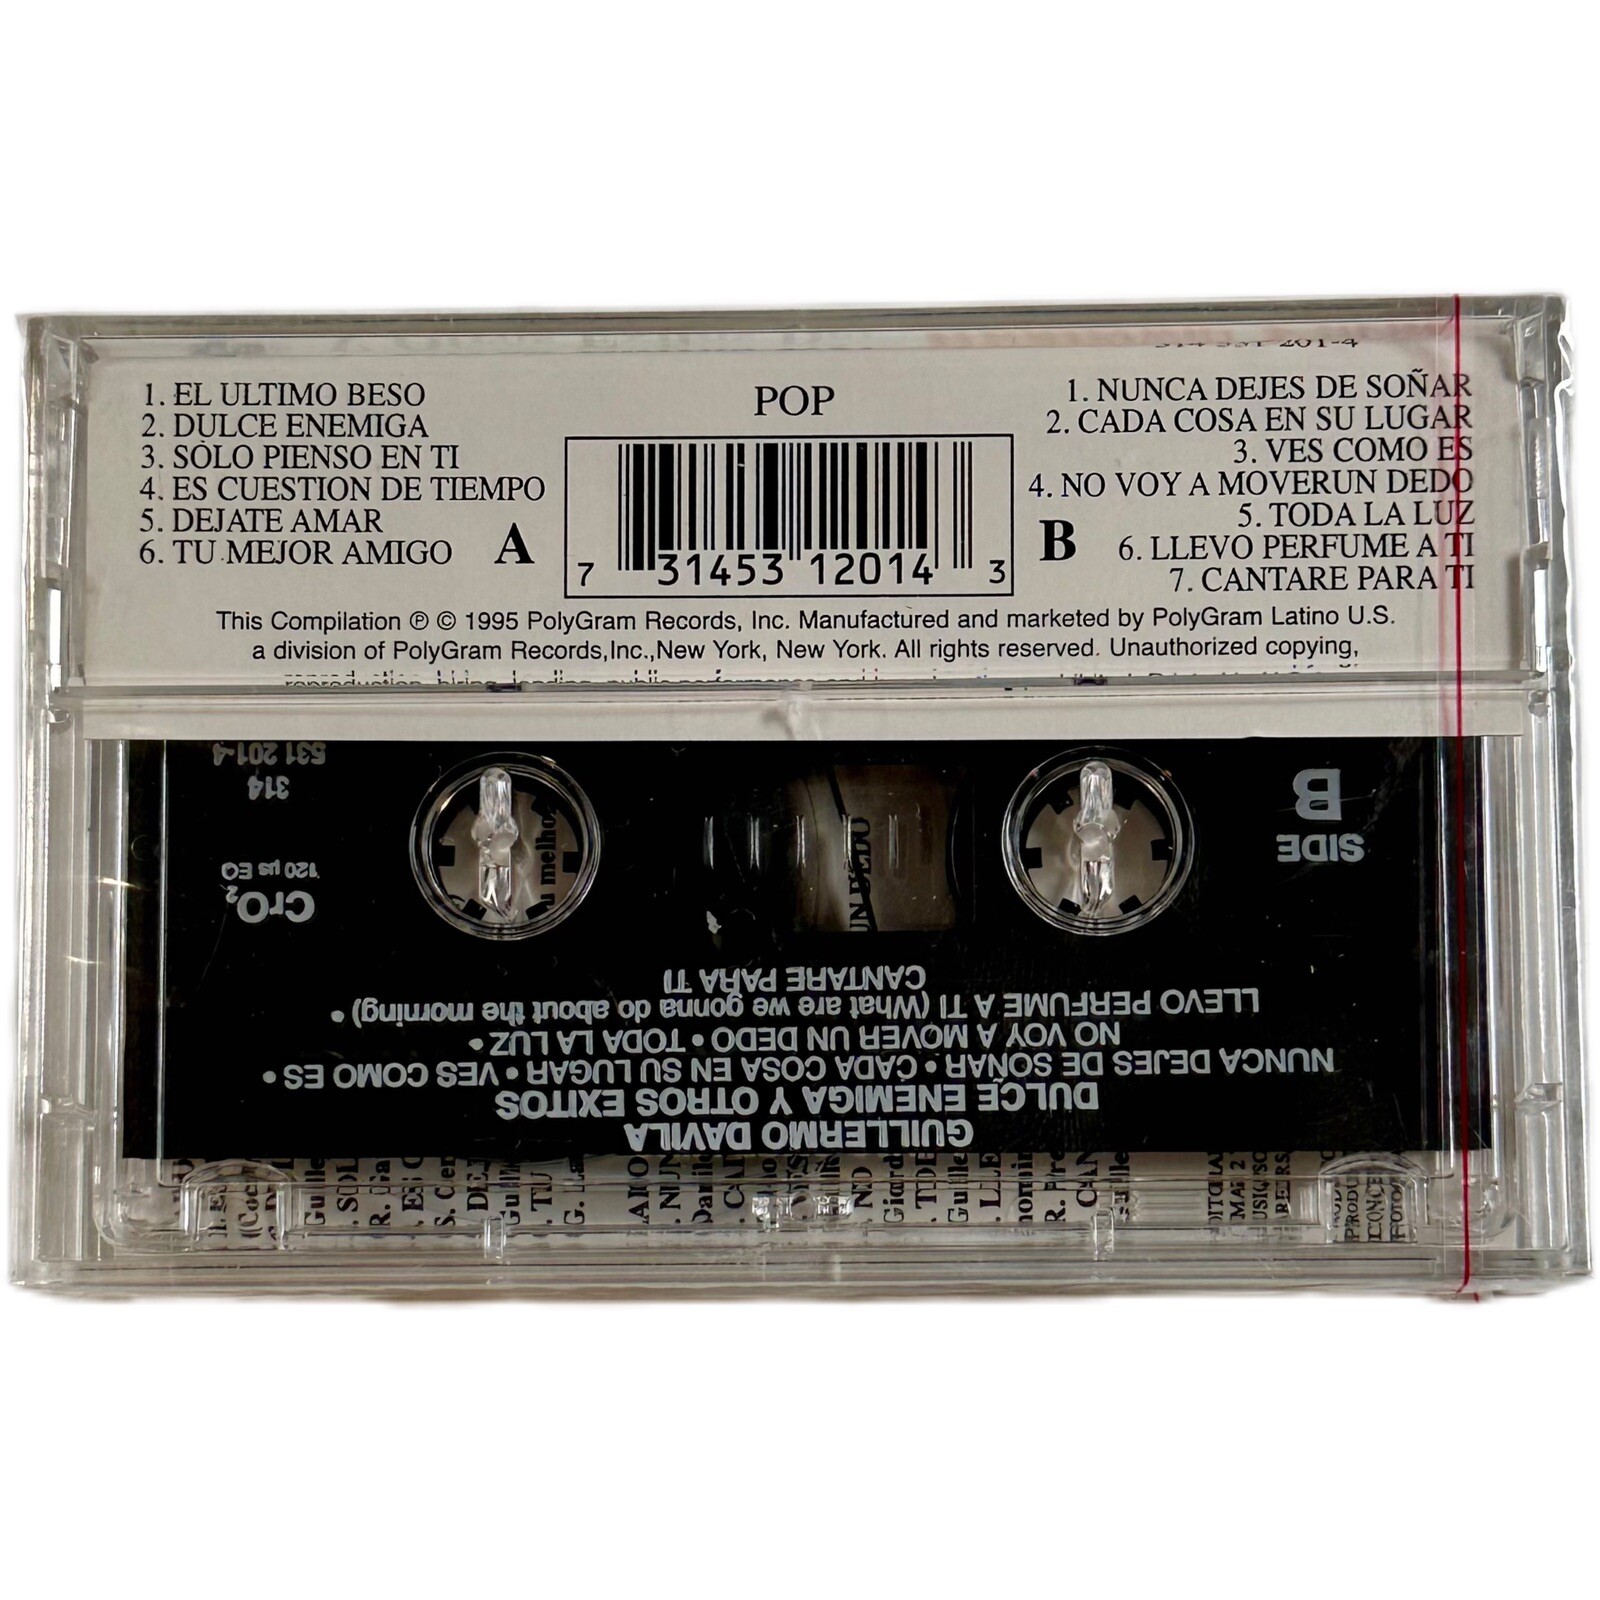 314 531 201-4
1. EL ULTIMO BESO
2. DULCE ENEMIGA
3. SÒLO PIENSO EN TI
4. ES CUESTION DE TIEMPO
5. DEJATE AMAR
6. TU MEJOR AMIGO
A
POP
7 31453 12014 3
B
1. NUNCA DEJES DE SOÑAR
2. CADA COSA EN SU LUGAR
3. VES COMO ES
4. NO VOY A MOVERUN DEDO
5. TODA LA LUZ
6. LLEVO PERFUME A TI
7. CANTARE PARA TI
This Compilation ℗ © 1995 PolyGram Records, Inc. Manufactured and marketed by PolyGram Latino U.S.
a division of PolyGram Records,Inc.,New York, New York. All rights reserved. Unauthorized copying,
GUILLERMO DAVILA
DULCE ENEMIGA Y OTROS EXITOS
NUNCA DEJES DE SOÑAR • CADA COSA EN SU LUGAR • VES COMO ES •
NO VOY A MOVER UN DEDO • TODA LA LUZ •
LLEVO PERFUME A TI (What are we gonna do about the morning) •
CANTARE PARA TI
SIDE
B
CrO2
120 µs EQ
314
531 201-4
UN DEDO